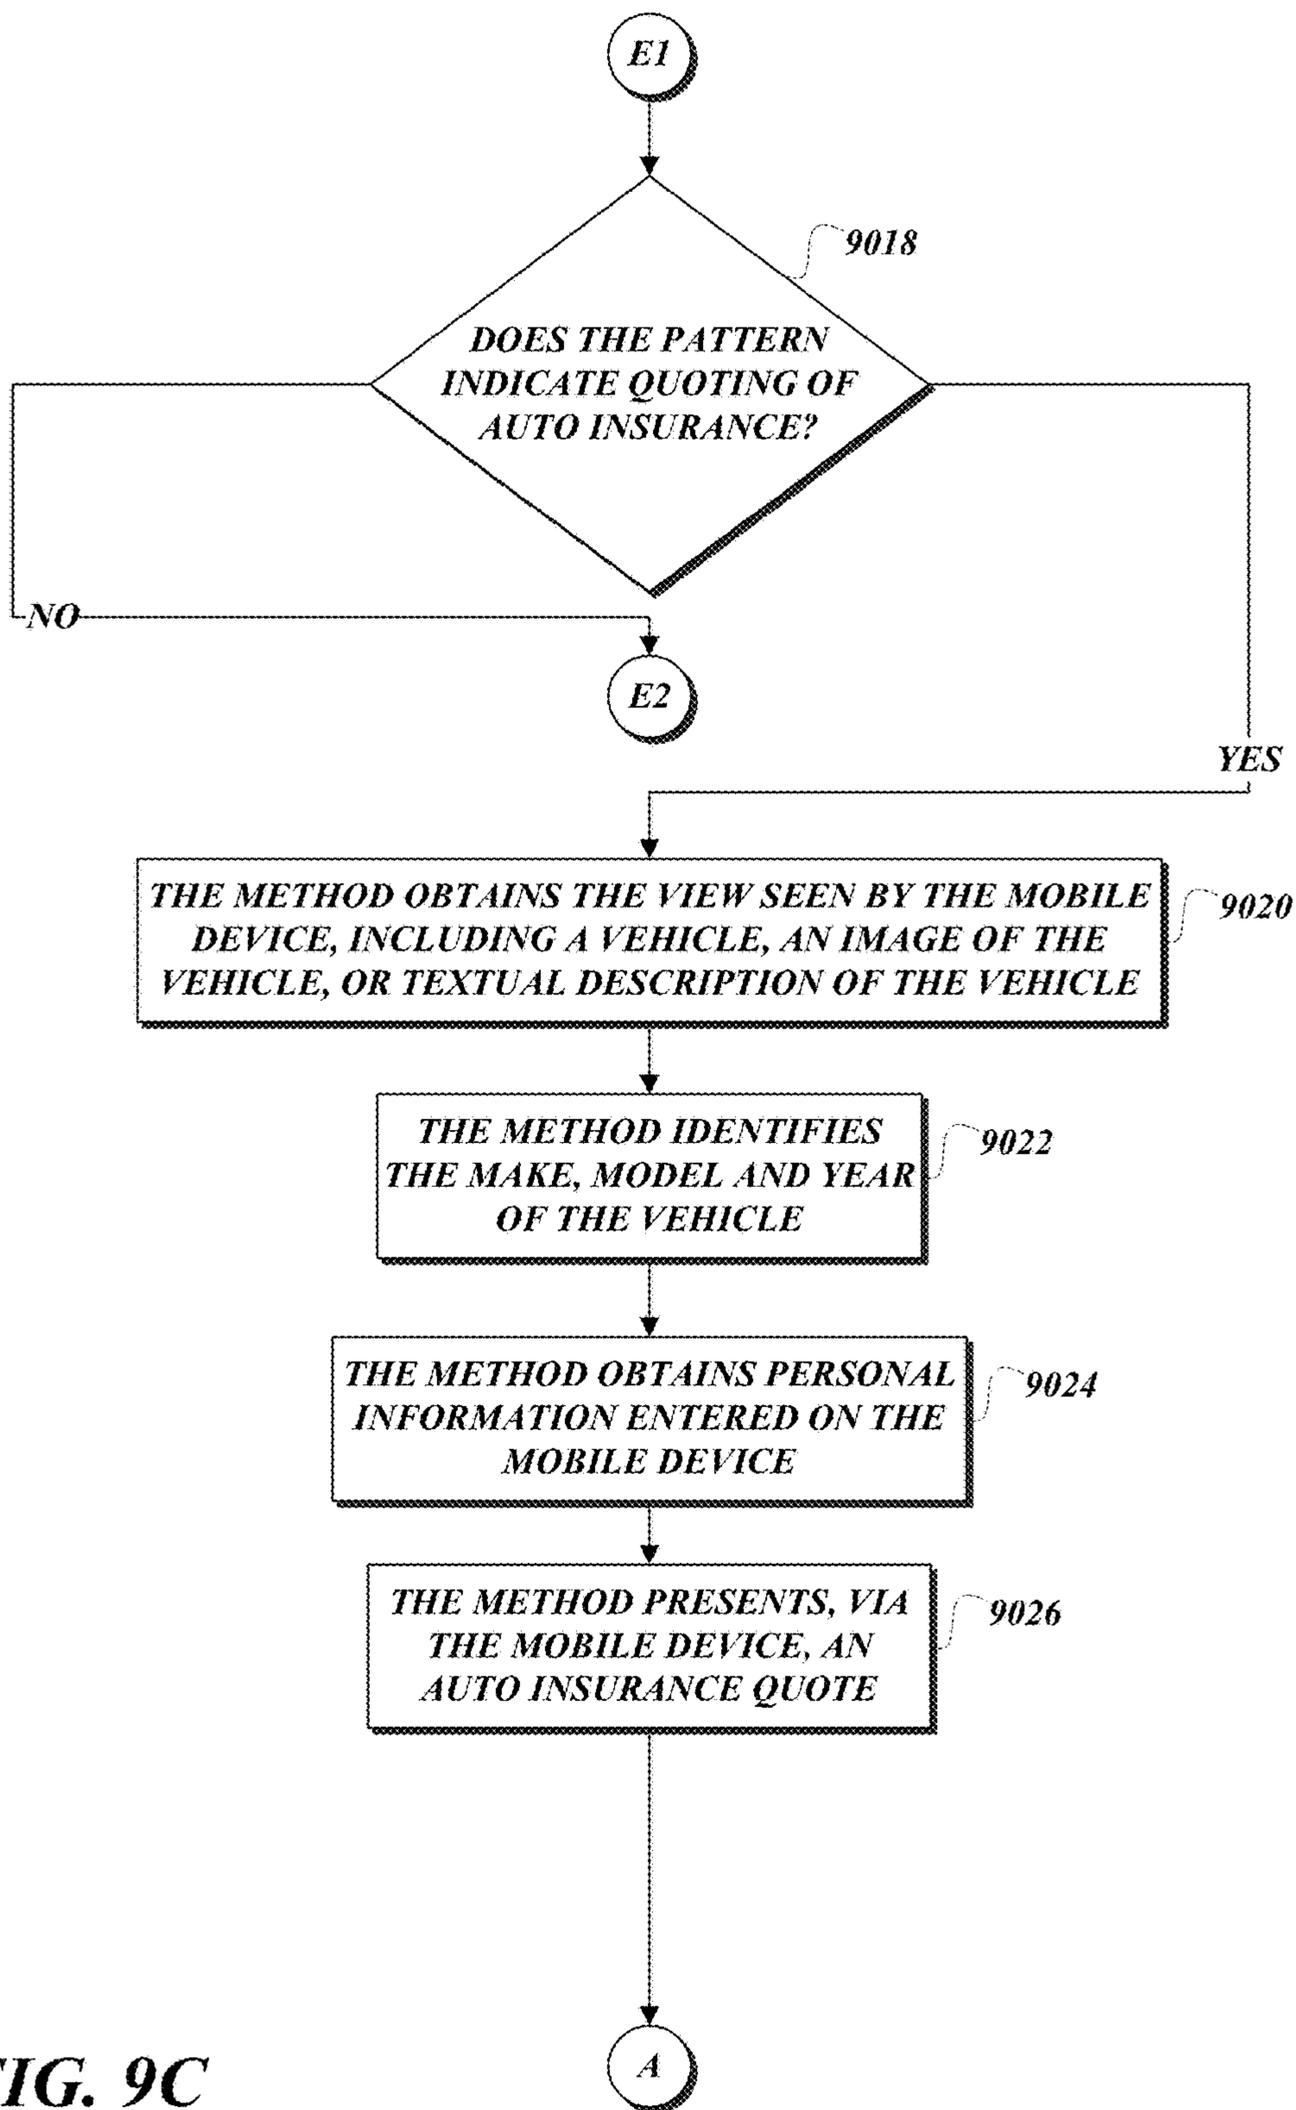 E1
9018
DOES THE PATTERN
INDICATE QUOTING OF
AUTO INSURANCE?
NO
E2
YES
THE METHOD OBTAINS THE VIEW SEEN BY THE MOBILE
DEVICE, INCLUDING A VEHICLE, AN IMAGE OF THE
VEHICLE, OR TEXTUAL DESCRIPTION OF THE VEHICLE
9020
THE METHOD IDENTIFIES
THE MAKE, MODEL AND YEAR
OF THE VEHICLE
9022
THE METHOD OBTAINS PERSONAL
INFORMATION ENTERED ON THE
MOBILE DEVICE
9024
THE METHOD PRESENTS, VIA
THE MOBILE DEVICE, AN
AUTO INSURANCE QUOTE
9026
A
IG. 9C